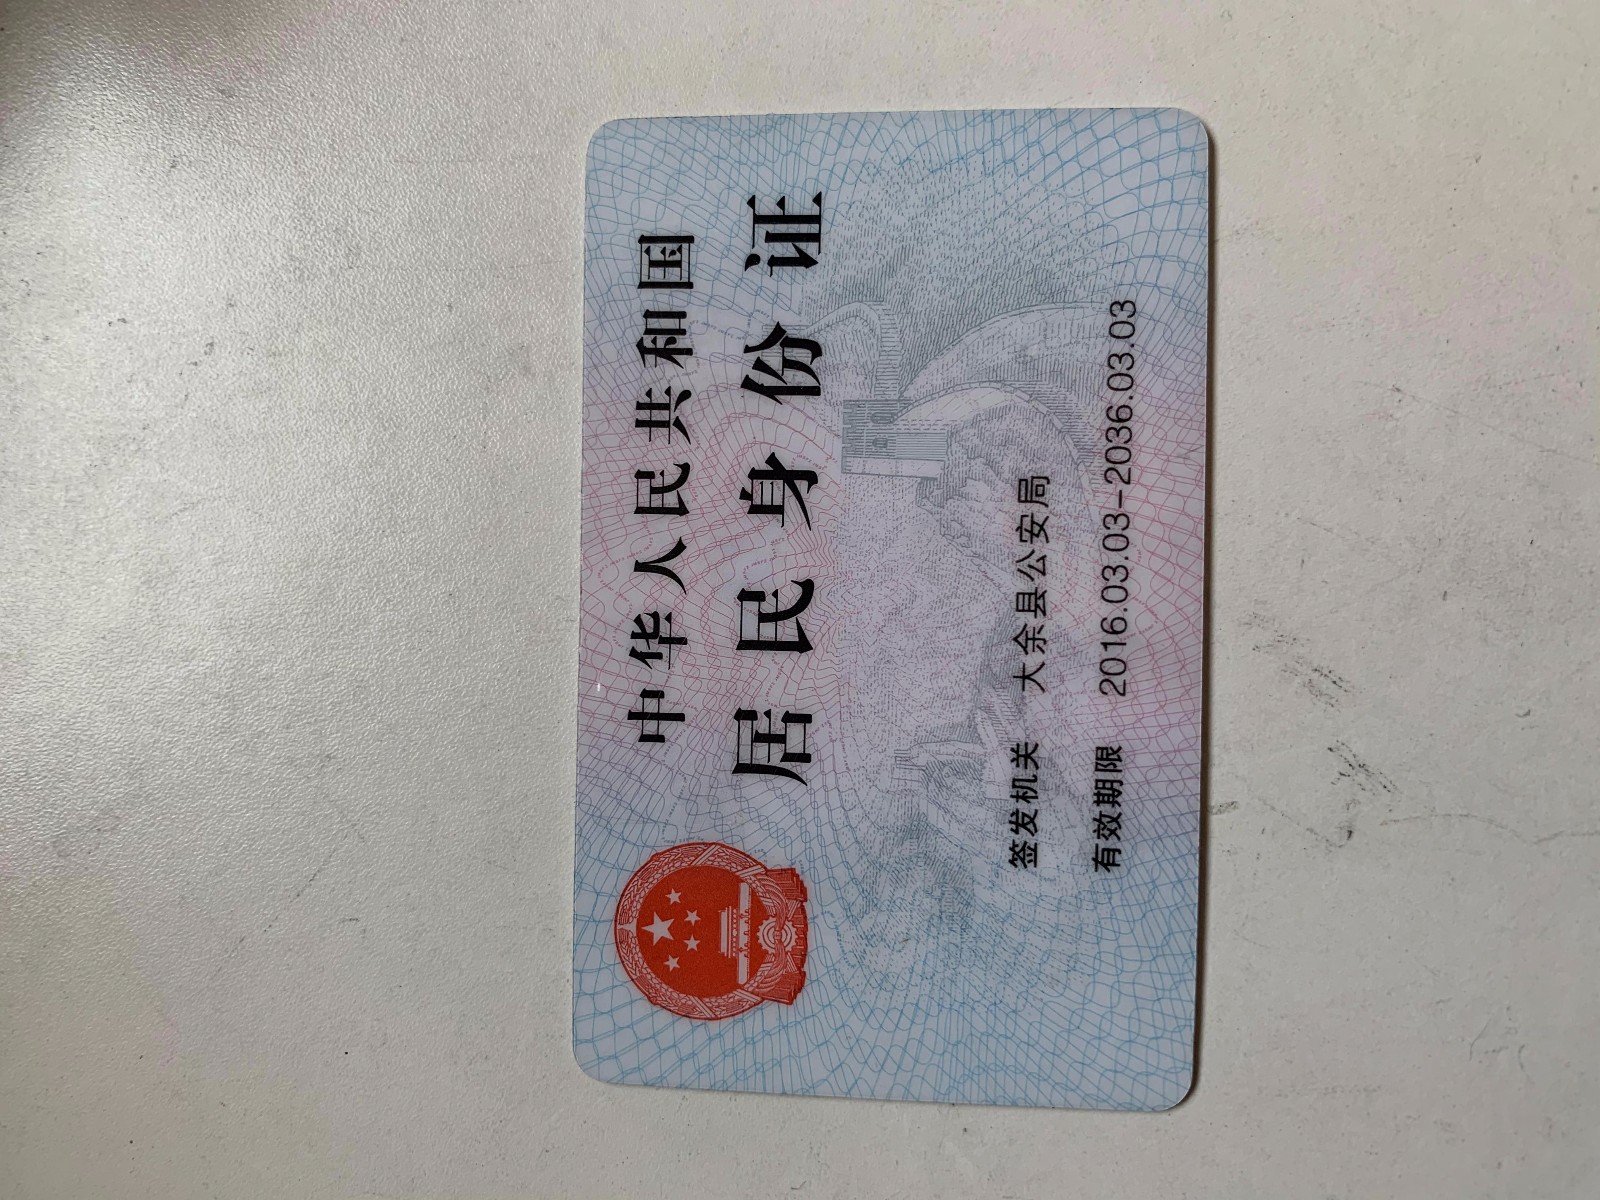 中华人民共和国
居民身份证
签发机关 大余县公安局
有效期限 2016.03.03-2036.03.03